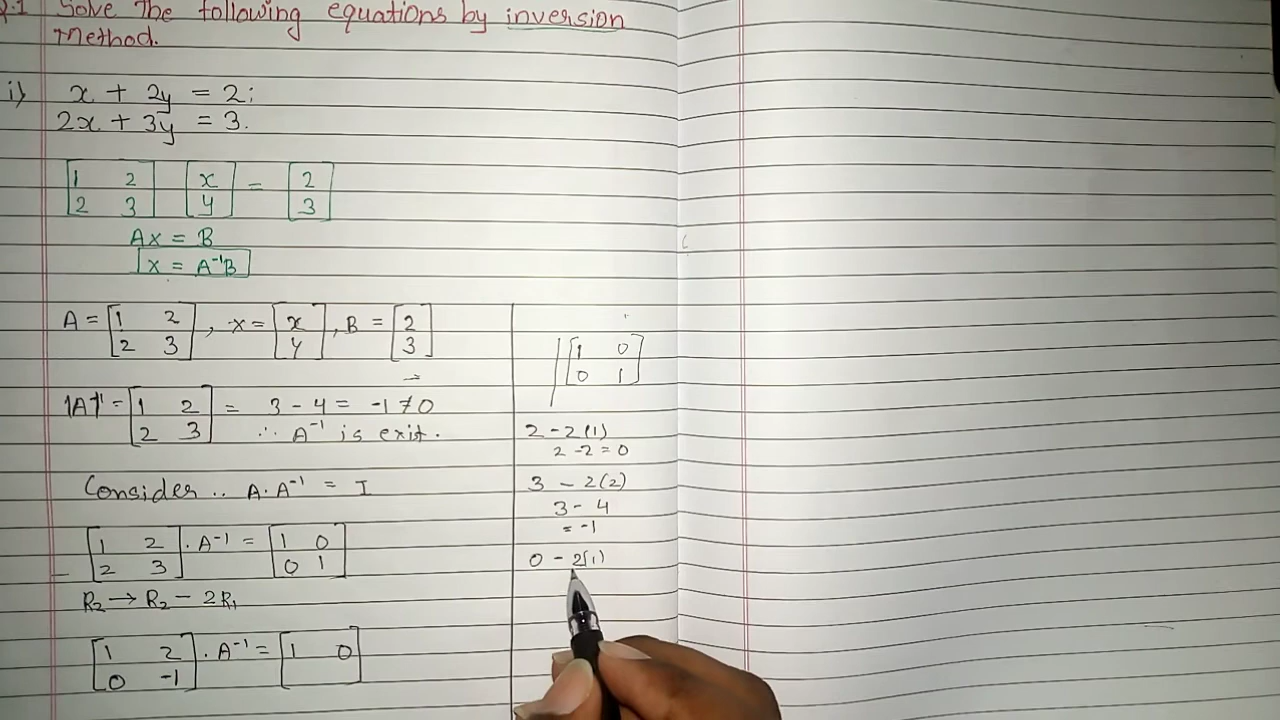 Q.1 Solve The following equations by inversion
Method.
i) x + 2y = 2;
2x + 3y = 3.
[1 2 [x = [2
2 3] y] 3]
AX = B
X = A⁻¹B
A = [1 2 , X = [x , B = [2
2 3] y] 3]
|A| = [1 2 = 3 - 4 = -1 ≠ 0
2 3] ∴ A⁻¹ is exit.
Consider .. A.A⁻¹ = I
[1 2 . A⁻¹ = [1 0
2 3] 0 1]
R₂ → R₂ - 2R₁
[1 2 . A⁻¹ = [1 0
0 -1] ]
[1 0
0 1]
2 - 2(1)
2 - 2 = 0
3 - 2(2)
3 - 4
= -1
0 - 2(1)